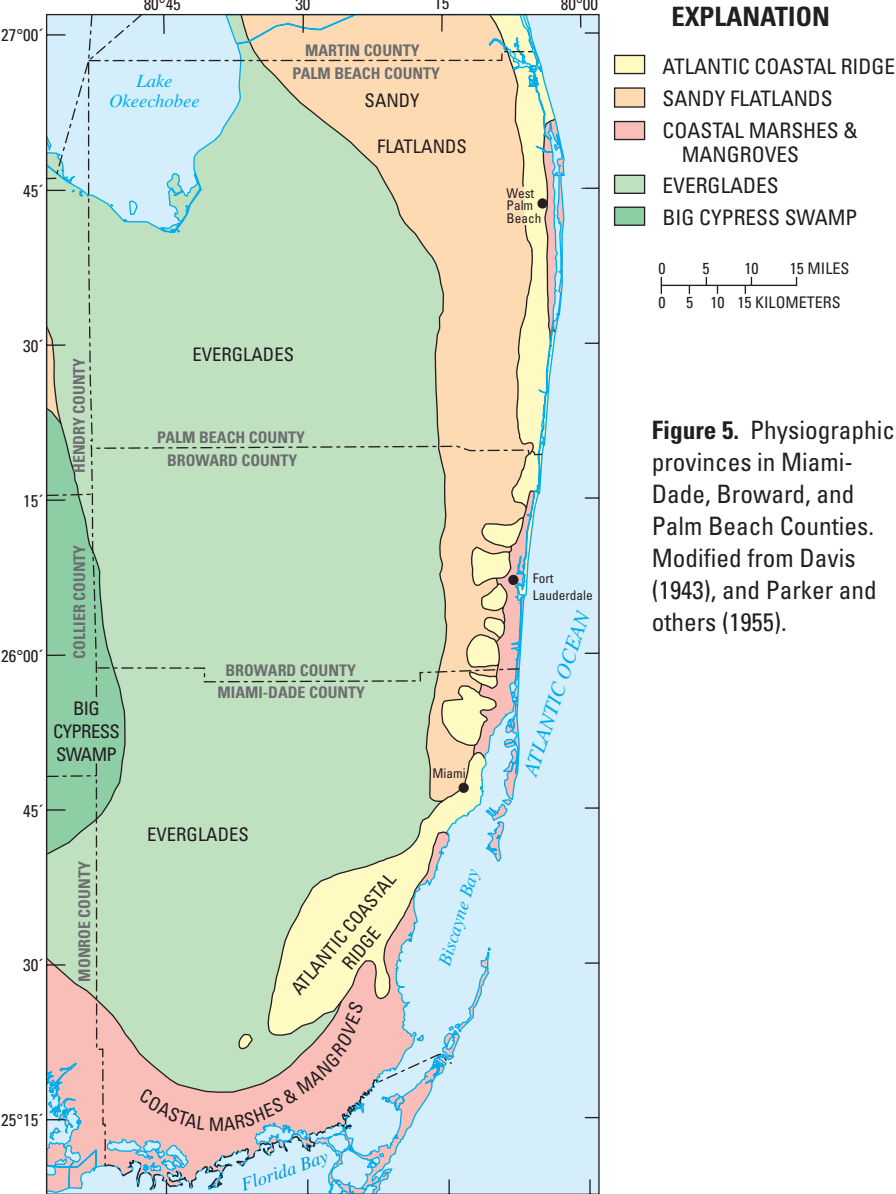 80°45´
30
15
80°00´
27°00´
45´
30´
15´
26°00´
45´
30´
25°15´
Lake
Okeechobee
MARTIN COUNTY
PALM BEACH COUNTY
SANDY
FLATLANDS
West
Palm
Beach
EVERGLADES
HENDRY COUNTY
PALM BEACH COUNTY
BROWARD COUNTY
COLLIER COUNTY
Fort
Lauderdale
ATLANTIC OCEAN
BROWARD COUNTY
MIAMI-DADE COUNTY
BIG
CYPRESS
SWAMP
Miami
EVERGLADES
MONROE COUNTY
ATLANTIC COASTAL
RIDGE
Biscayne Bay
COASTAL MARSHES & MANGROVES
Florida Bay
EXPLANATION
ATLANTIC COASTAL RIDGE
SANDY FLATLANDS
COASTAL MARSHES &
MANGROVES
EVERGLADES
BIG CYPRESS SWAMP
0 5 10 15 MILES
0 5 10 15 KILOMETERS
Figure 5. Physiographic
provinces in Miami-
Dade, Broward, and
Palm Beach Counties.
Modified from Davis
(1943), and Parker and
others (1955).